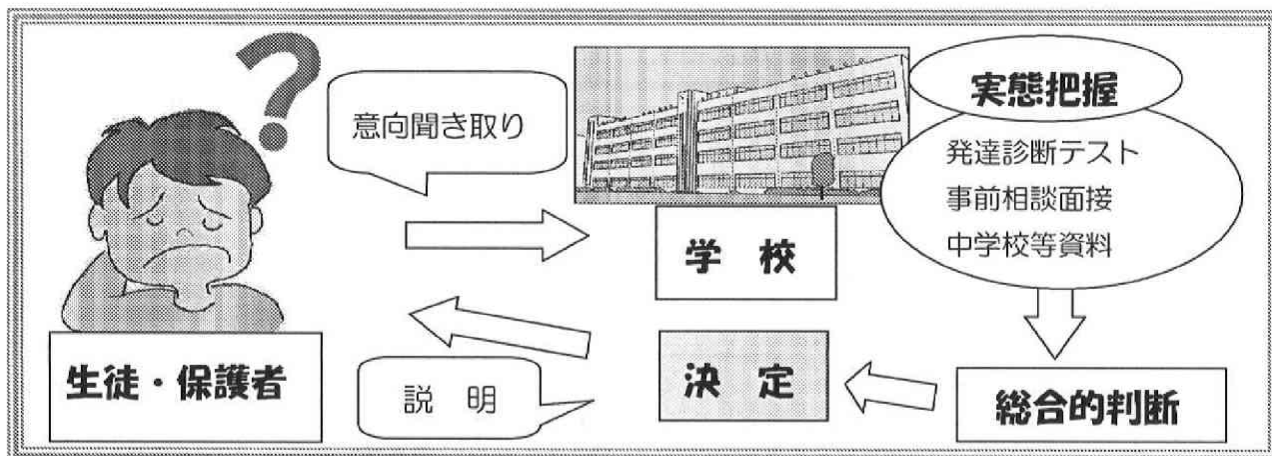 ?
意向聞き取り
実態把握
発達診断テスト
事前相談面接
中学校等資料
学 校
生徒・保護者
説 明
決 定
総合的判断